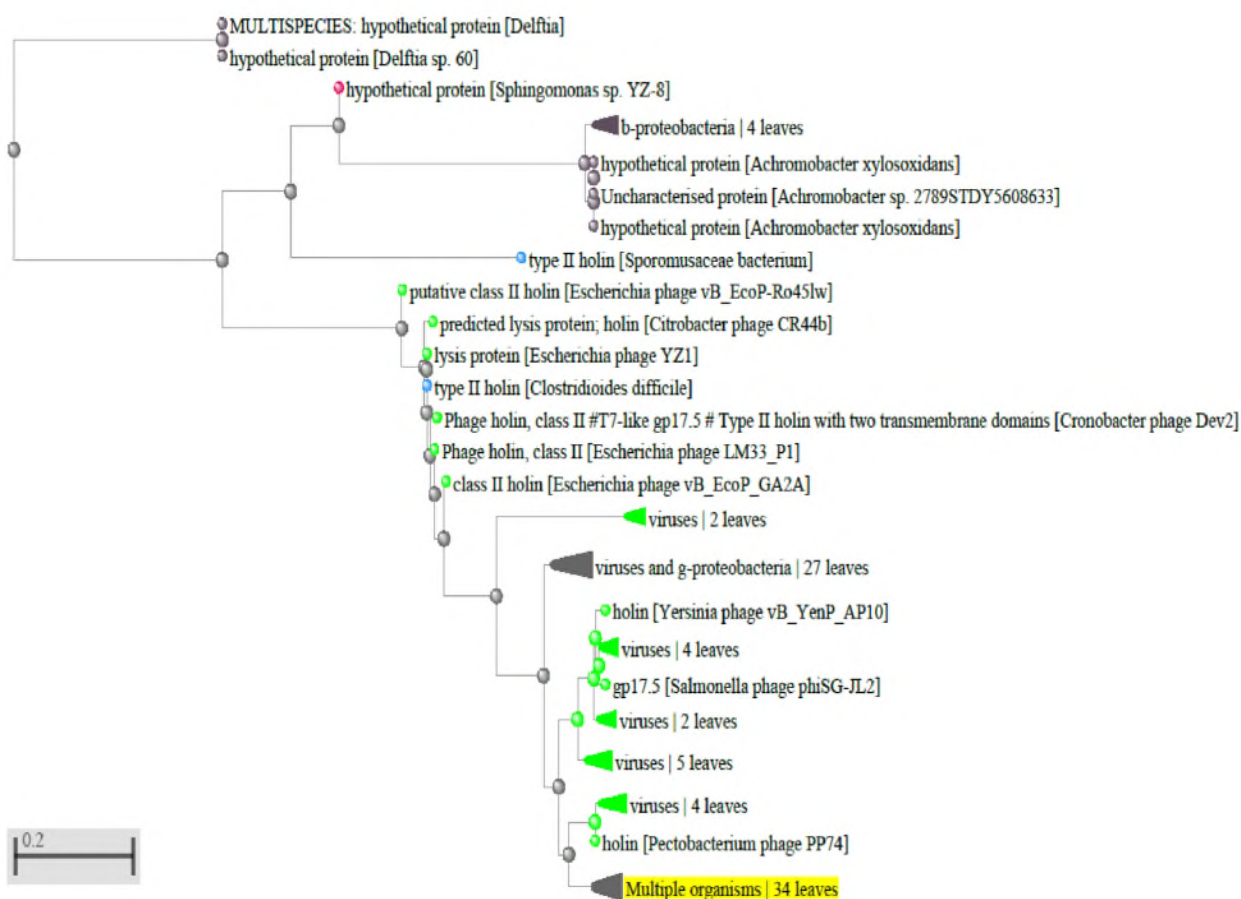 MULTISPECIES: hypothetical protein [Delftia]
hypothetical protein [Delftia sp. 60]
hypothetical protein [Sphingomonas sp. YZ-8]
b-proteobacteria | 4 leaves
hypothetical protein [Achromobacter xylosoxidans]
Uncharacterised protein [Achromobacter sp. 2789STDY5608633]
hypothetical protein [Achromobacter xylosoxidans]
type II holin [Sporomusaceae bacterium]
putative class II holin [Escherichia phage vB_EcoP-Ro45lw]
predicted lysis protein; holin [Citrobacter phage CR44b]
lysis protein [Escherichia phage YZ1]
type II holin [Clostridioides difficile]
Phage holin, class II #T7-like gp17.5 # Type II holin with two transmembrane domains [Cronobacter phage Dev2]
Phage holin, class II [Escherichia phage LM33_P1]
class II holin [Escherichia phage vB_EcoP_GA2A]
viruses | 2 leaves
viruses and g-proteobacteria | 27 leaves
holin [Yersinia phage vB_YenP_AP10]
viruses | 4 leaves
gp17.5 [Salmonella phage phiSG-JL2]
viruses | 2 leaves
viruses | 5 leaves
viruses | 4 leaves
0.2
holin [Pectobacterium phage PP74]
Multiple organisms | 34 leaves